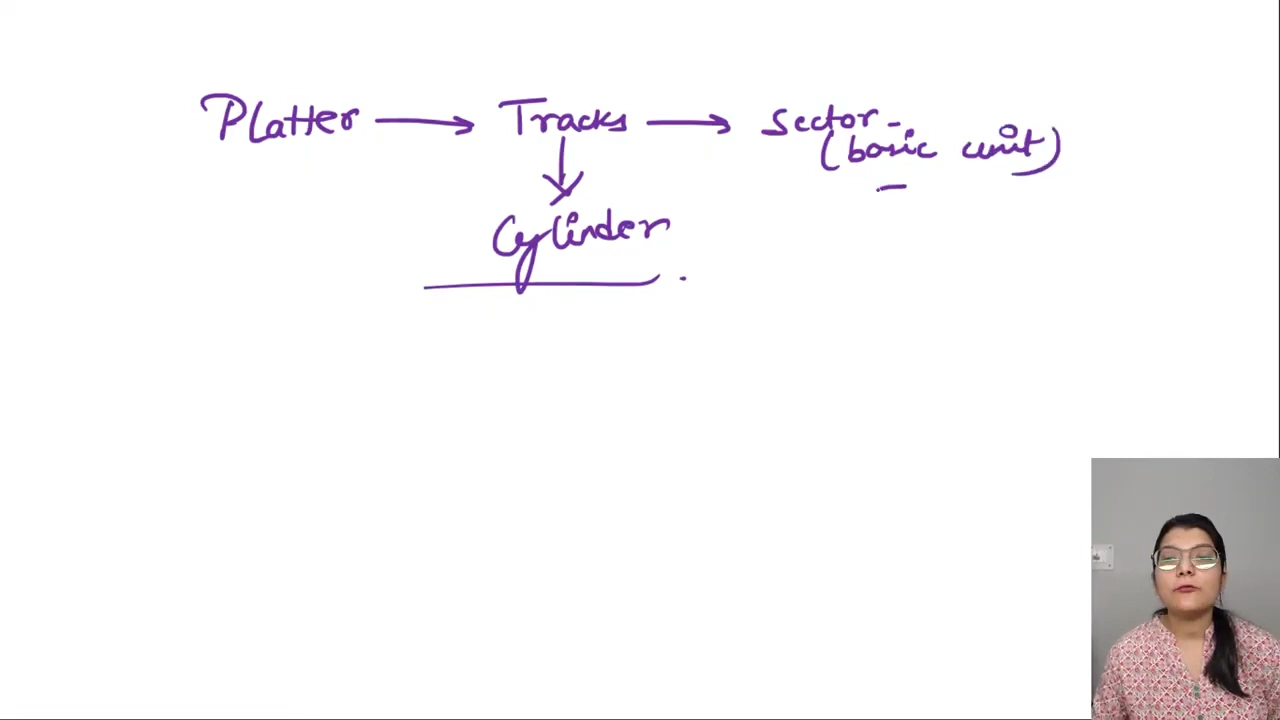 Platter → Tracks → Sector -
(basic unit)
Cylinder